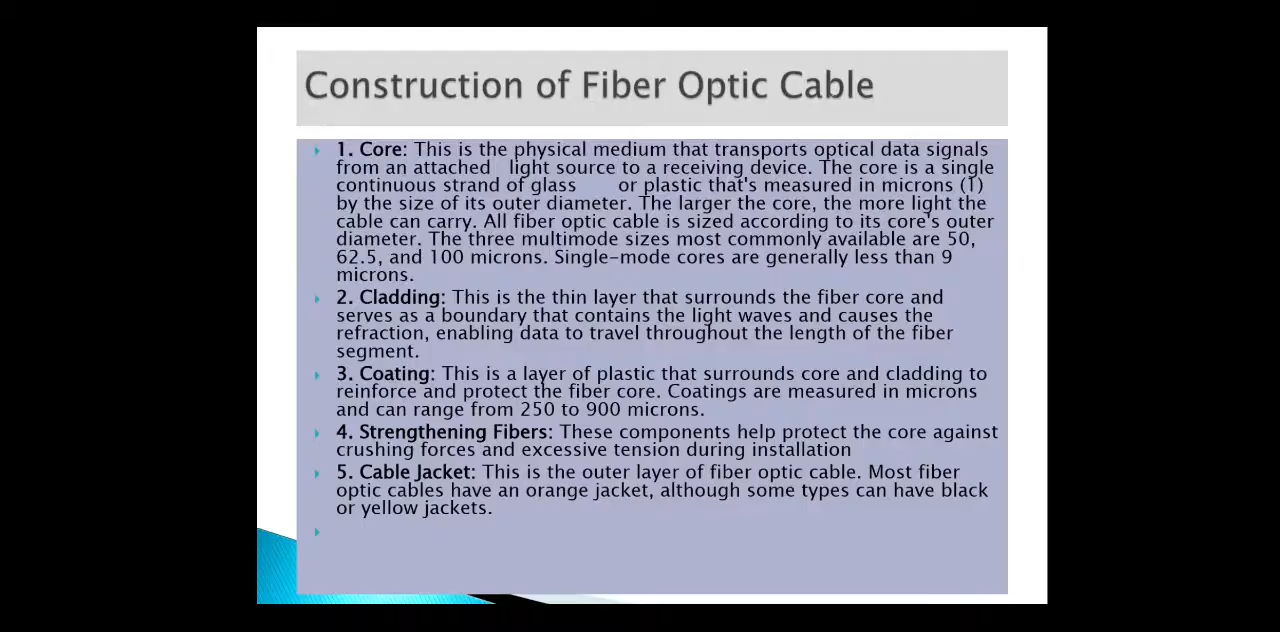 Construction of Fiber Optic Cable
1. Core: This is the physical medium that transports optical data signals
from an attached light source to a receiving device. The core is a single
continuous strand of glass or plastic that's measured in microns (1)
by the size of its outer diameter. The larger the core, the more light the
cable can carry. All fiber optic cable is sized according to its core's outer
diameter. The three multimode sizes most commonly available are 50,
62.5, and 100 microns. Single-mode cores are generally less than 9
microns.
2. Cladding: This is the thin layer that surrounds the fiber core and
serves as a boundary that contains the light waves and causes the
refraction, enabling data to travel throughout the length of the fiber
segment.
3. Coating: This is a layer of plastic that surrounds core and cladding to
reinforce and protect the fiber core. Coatings are measured in microns
and can range from 250 to 900 microns.
4. Strengthening Fibers: These components help protect the core against
crushing forces and excessive tension during installation
5. Cable Jacket: This is the outer layer of fiber optic cable. Most fiber
optic cables have an orange jacket, although some types can have black
or yellow jackets.